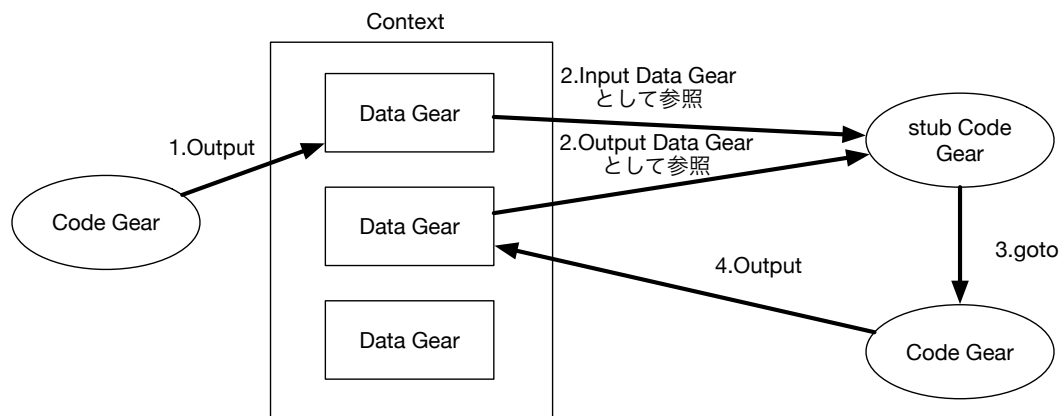 Context
Data Gear
2.Input Data Gear
として参照
stub Code
Gear
1.Output
2.Output Data Gear
として参照
Code Gear
Data Gear
3.goto
4.Output
Data Gear
Code Gear